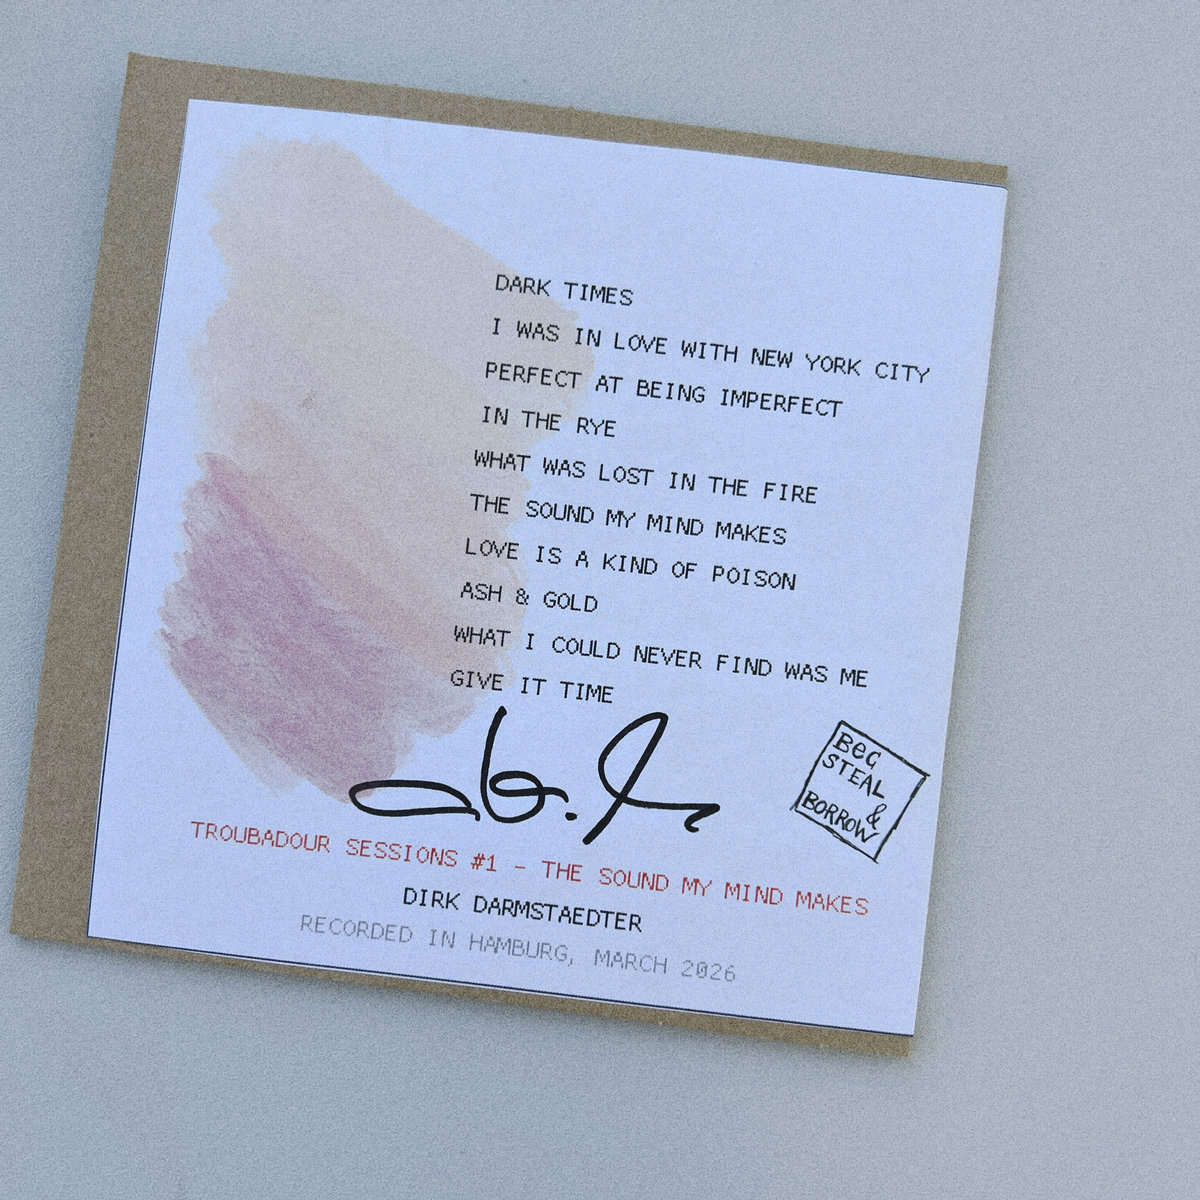 DARK TIMES
I WAS IN LOVE WITH NEW YORK CITY
PERFECT AT BEING IMPERFECT
IN THE RYE
WHAT WAS LOST IN THE FIRE
THE SOUND MY MIND MAKES
LOVE IS A KIND OF POISON
ASH & GOLD
WHAT I COULD NEVER FIND WAS ME
GIVE IT TIME
BEG
STEAL
&
BORROW
TROUBADOUR SESSIONS #1 - THE SOUND MY MIND MAKES
DIRK DARMSTAEDTER
RECORDED IN HAMBURG, MARCH 2026